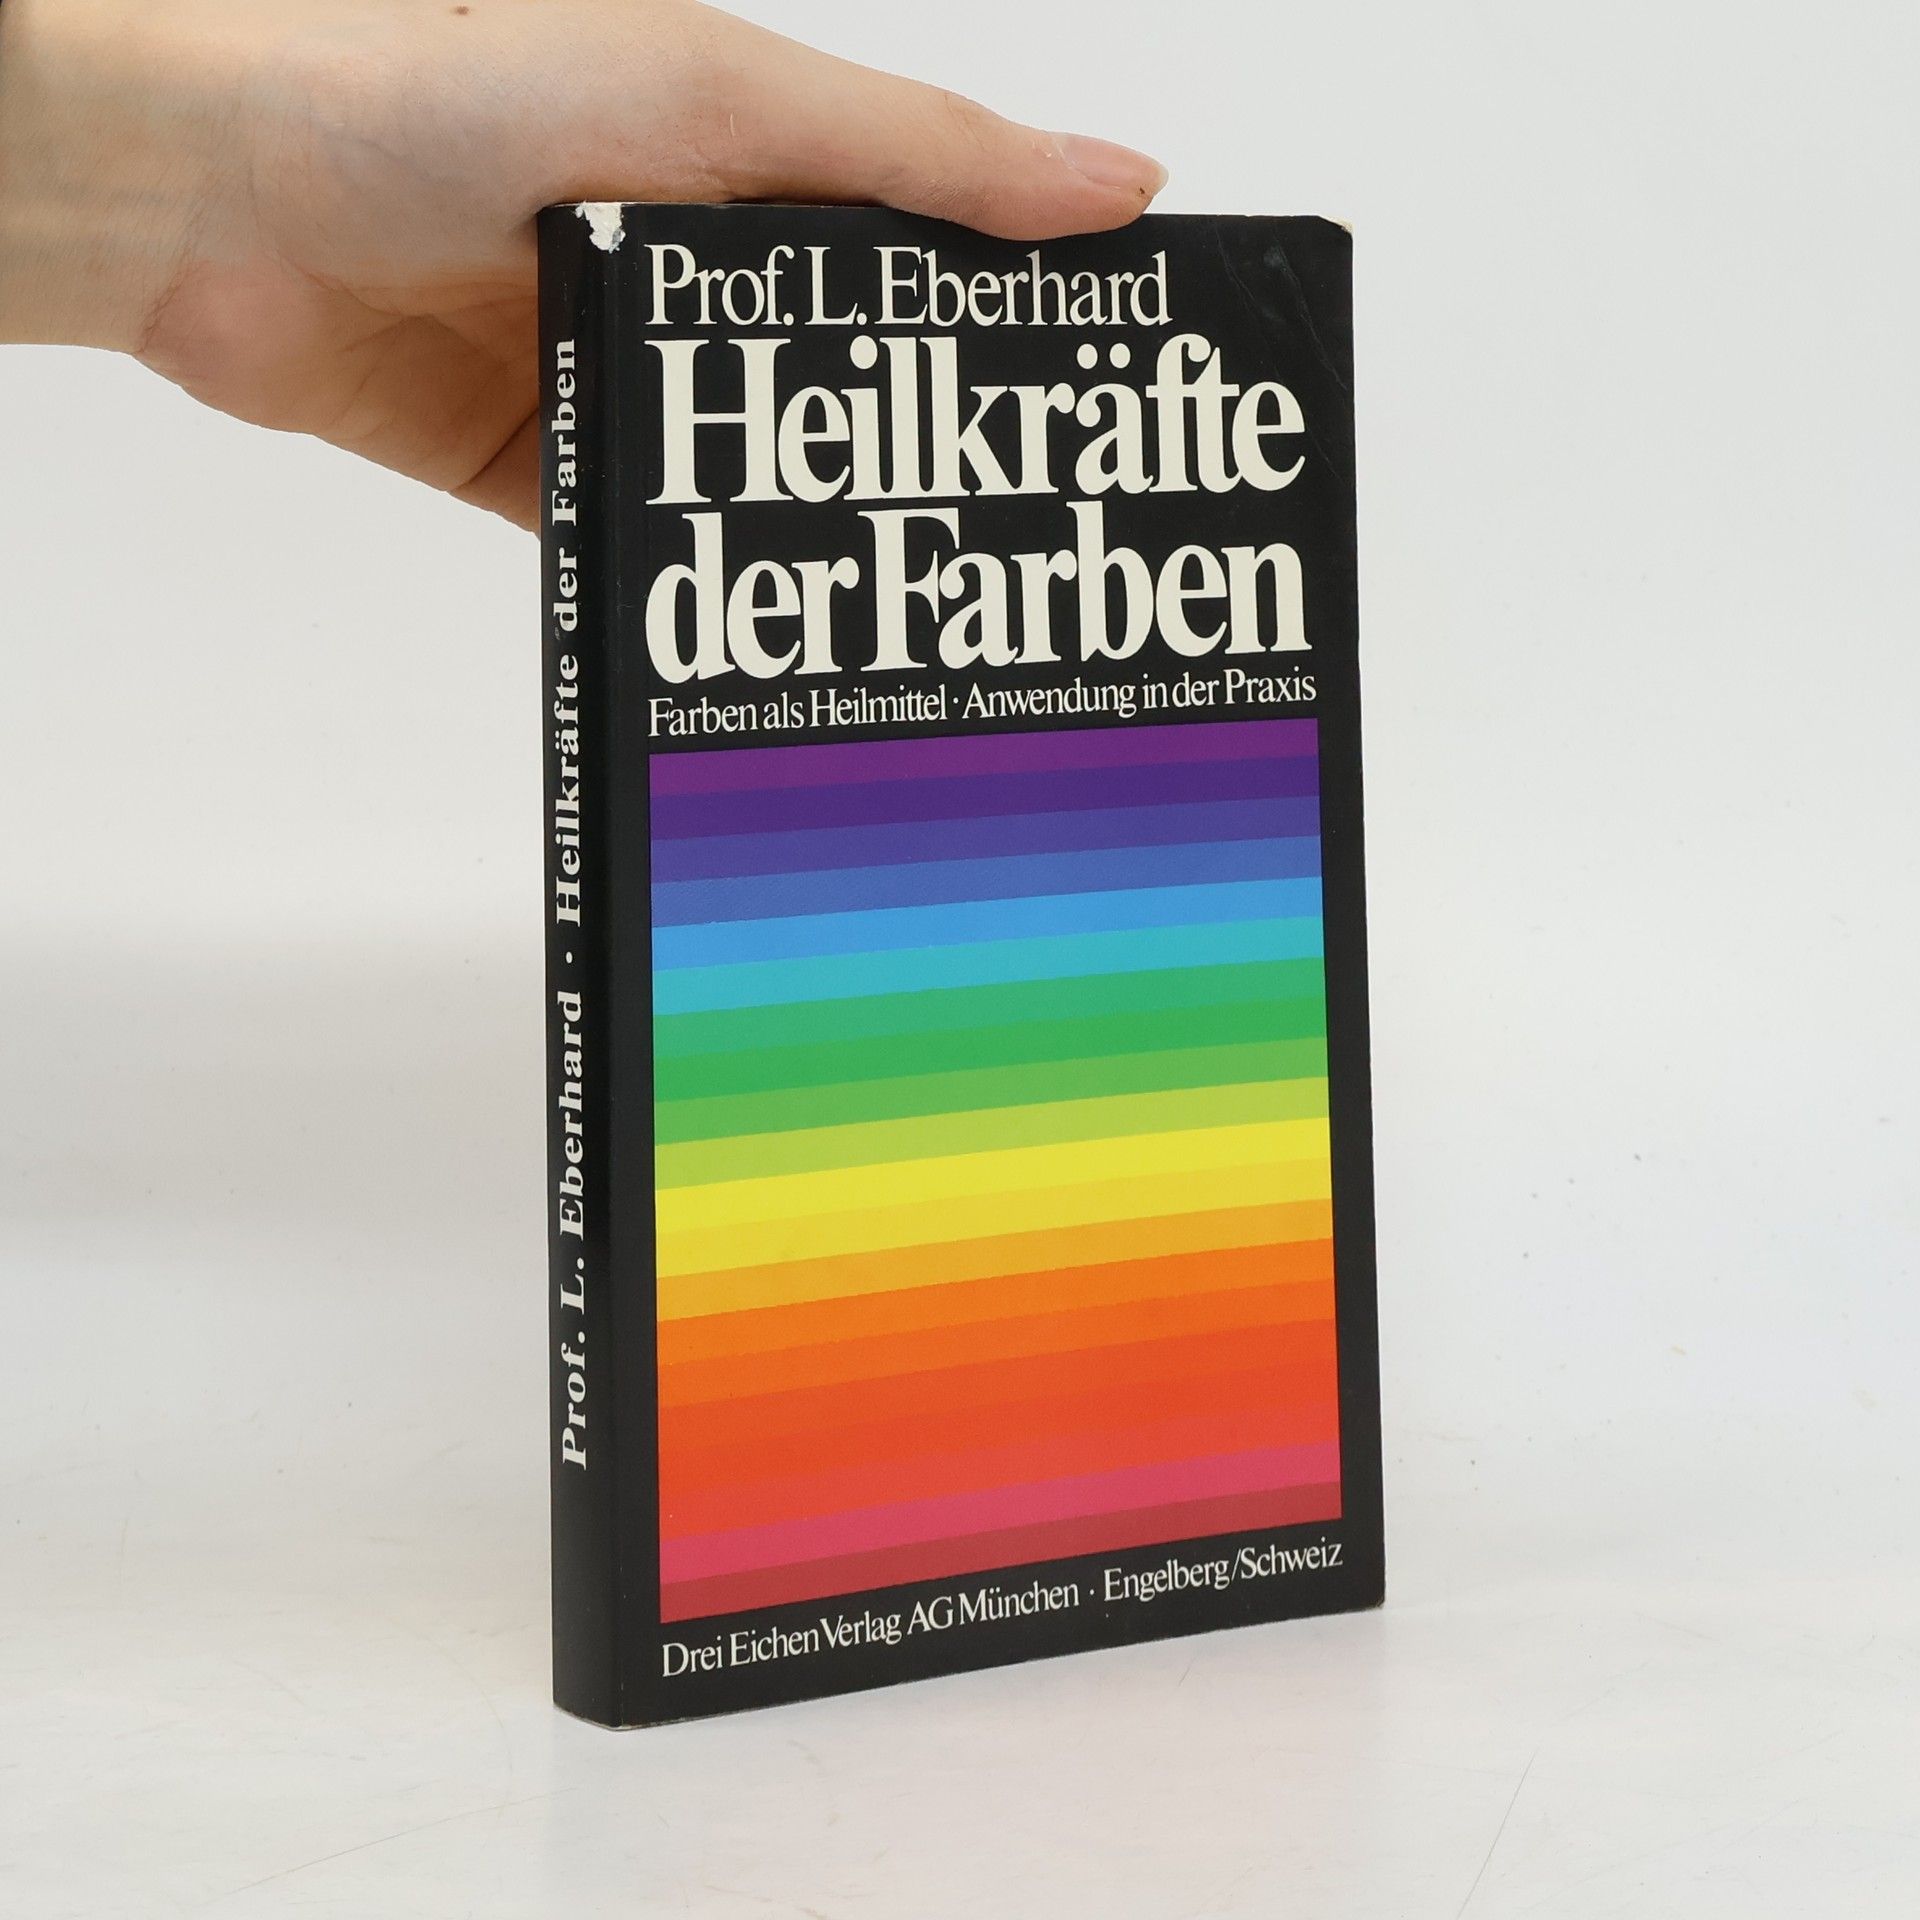 Prof. L. Eberhard
Heilkräfte
der Farben
Farben als Heilmittel · Anwendung in der Praxis
Drei Eichen Verlag AG München · Engelberg/Schweiz
Prof. L. Eberhard · Heilkräfte der Farben